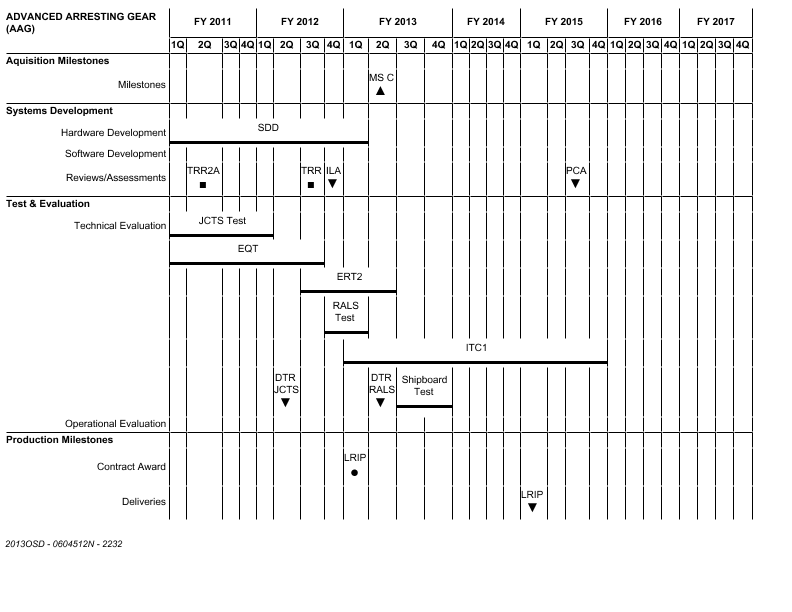 ADVANCED ARRESTING GEAR
(AAG)
FY 2011 FY 2012 FY 2013 FY 2014 FY 2015 FY 2016 FY 2017
1Q 2Q 3Q 4Q 1Q 2Q 3Q 4Q 1Q 2Q 3Q 4Q 1Q 2Q 3Q 4Q 1Q 2Q 3Q 4Q 1Q 2Q 3Q 4Q 1Q 2Q 3Q 4Q
Aquisition Milestones
Milestones MS C
Systems Development
Hardware Development SDD
Software Development
Reviews/Assessments TRR2A TRR ILA PCA
Test & Evaluation
Technical Evaluation JCTS Test
EQT
ERT2
RALS
Test
ITC1
DTR DTR Shipboard
JCTS RALS Test
Operational Evaluation
Production Milestones
Contract Award LRIP
Deliveries LRIP
2013OSD - 0604512N - 2232